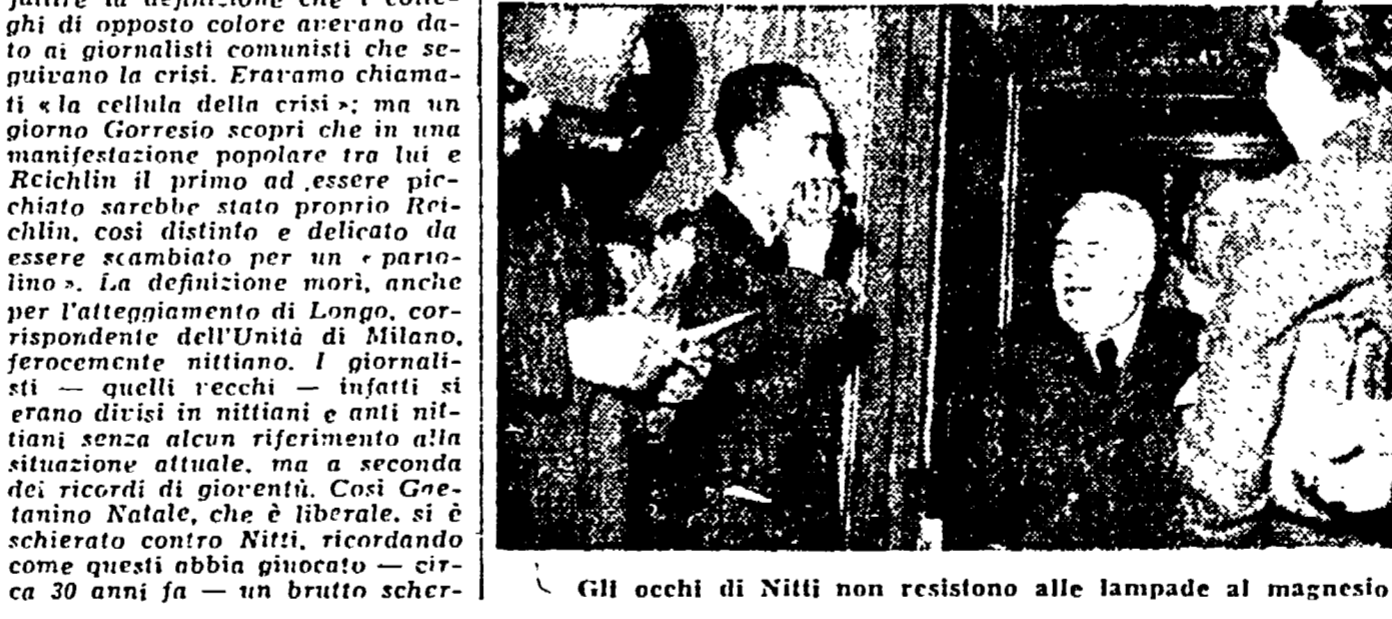 ghi di opposto colore avevano da-
to ai giornalisti comunisti che se-
guivano la crisi. Eravamo chiama-
ti « la cellula della crisi »; ma un
giorno Gorresio scoprì che in una
manifestazione popolare tra lui e
Reichlin il primo ad essere pic-
chiato sarebbe stato proprio Rei-
chlin, così distinto e delicato da
essere scambiato per un « pario-
lino ». La definizione morì, anche
per l'atteggiamento di Longo, cor-
rispondente dell'Unità di Milano,
ferocemente nittiano. I giornali-
sti — quelli vecchi — infatti si
erano divisi in nittiani e anti nit-
tiani senza alcun riferimento alla
situazione attuale, ma a seconda
dei ricordi di gioventù. Così Gae-
tanino Natale, che è liberale, si è
schierato contro Nitti, ricordando
come questi abbia giuocato — cir-
ca 30 anni fa — un brutto scher-
Gli occhi di Nitti non resistono alle lampade al magnesio